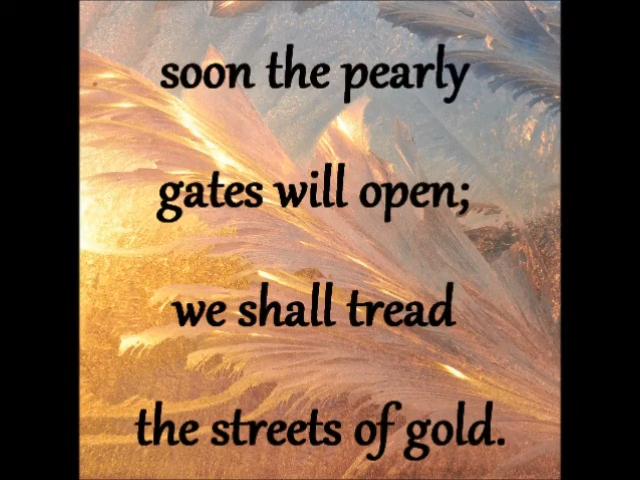 soon the pearly
gates will open;
we shall tread
the streets of gold.